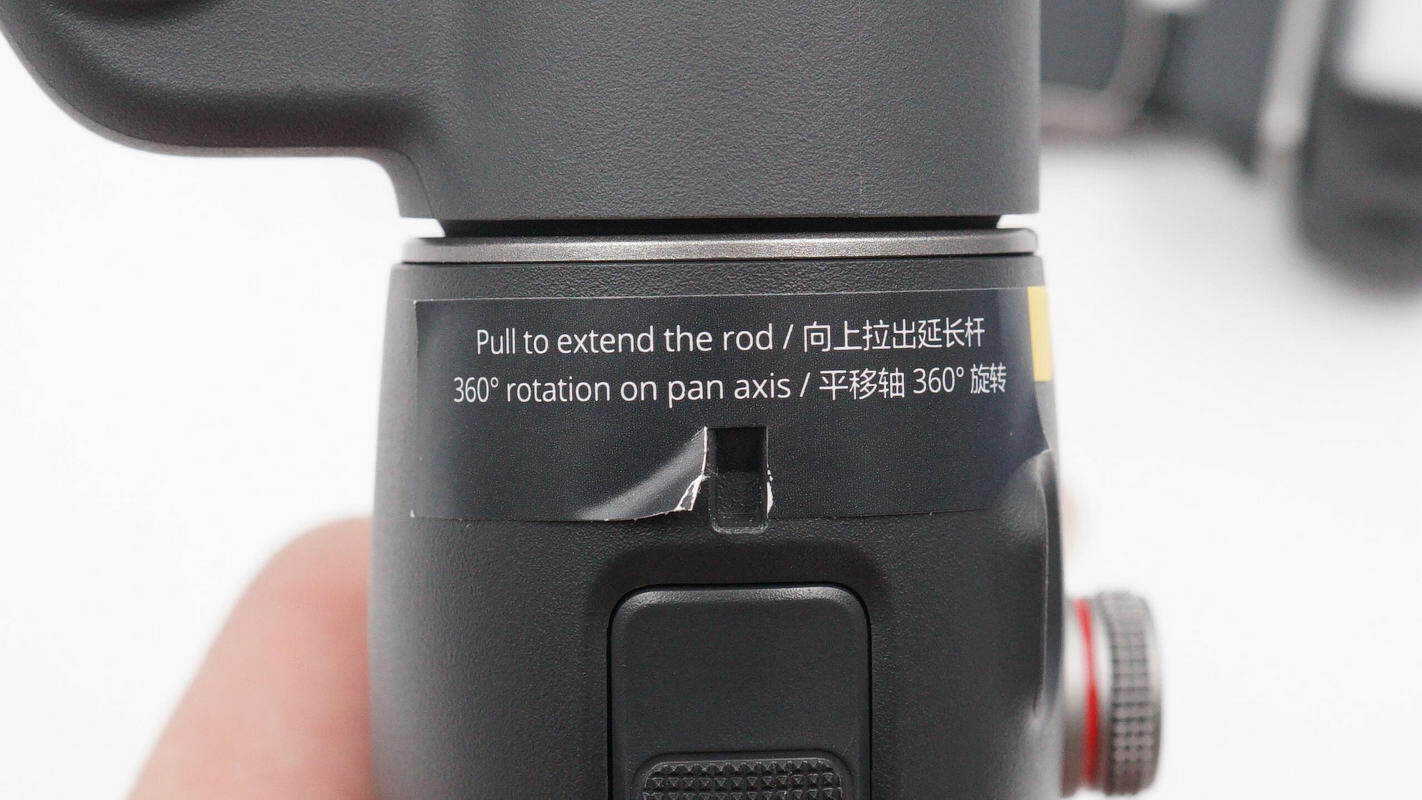 Pull to extend the rod / 向上拉出延长杆
360° rotation on pan axis / 平移轴 360° 旋转